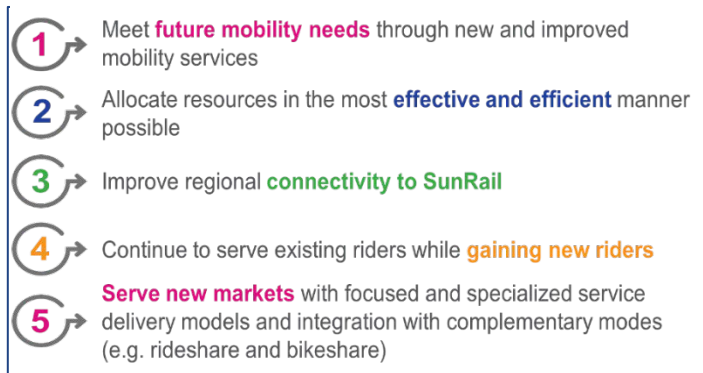 1 Meet future mobility needs through new and improved
mobility services
2 Allocate resources in the most effective and efficient manner
possible
3 Improve regional connectivity to SunRail
4 Continue to serve existing riders while gaining new riders
5 Serve new markets with focused and specialized service
delivery models and integration with complementary modes
(e.g. rideshare and bikeshare)